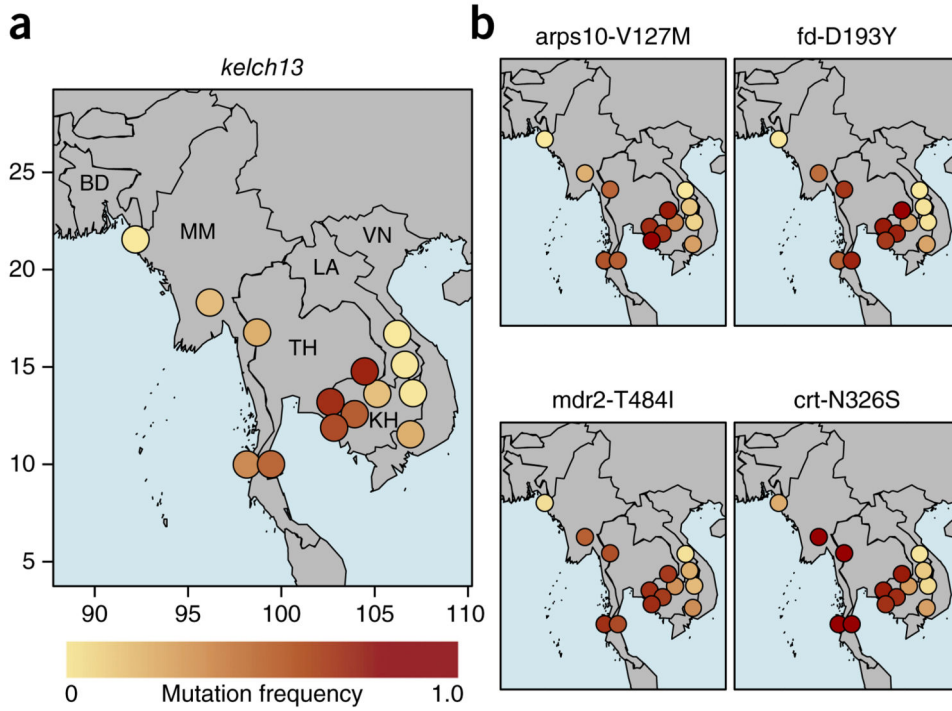 a
kelch13
25
20
15
10
5
BD
MM
VN
LA
TH
KH
90 95 100 105 110
0 Mutation frequency 1.0
b
arps10-V127M fd-D193Y
mdr2-T484I crt-N326S